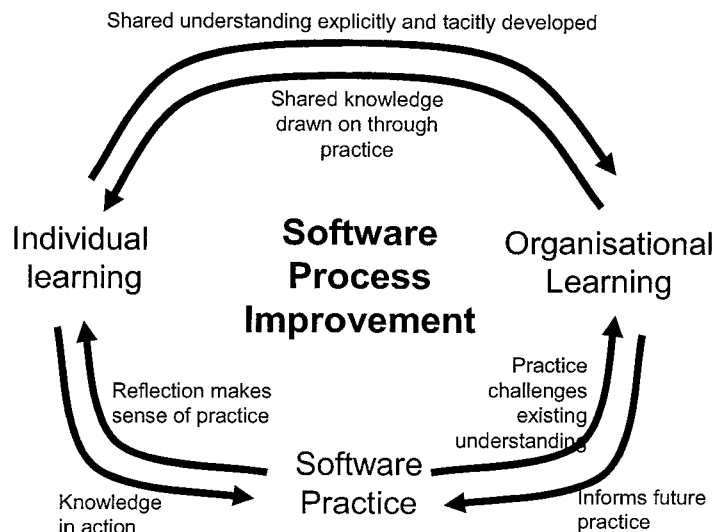 Shared understanding explicitly and tacitly developed
Shared knowledge
drawn on through
practice
Individual
learning
Software
Process
Improvement
Organisational
Learning
Reflection makes
sense of practice
Practice
challenges
existing
understanding
Software
Practice
Knowledge
in action
Informs future
practice